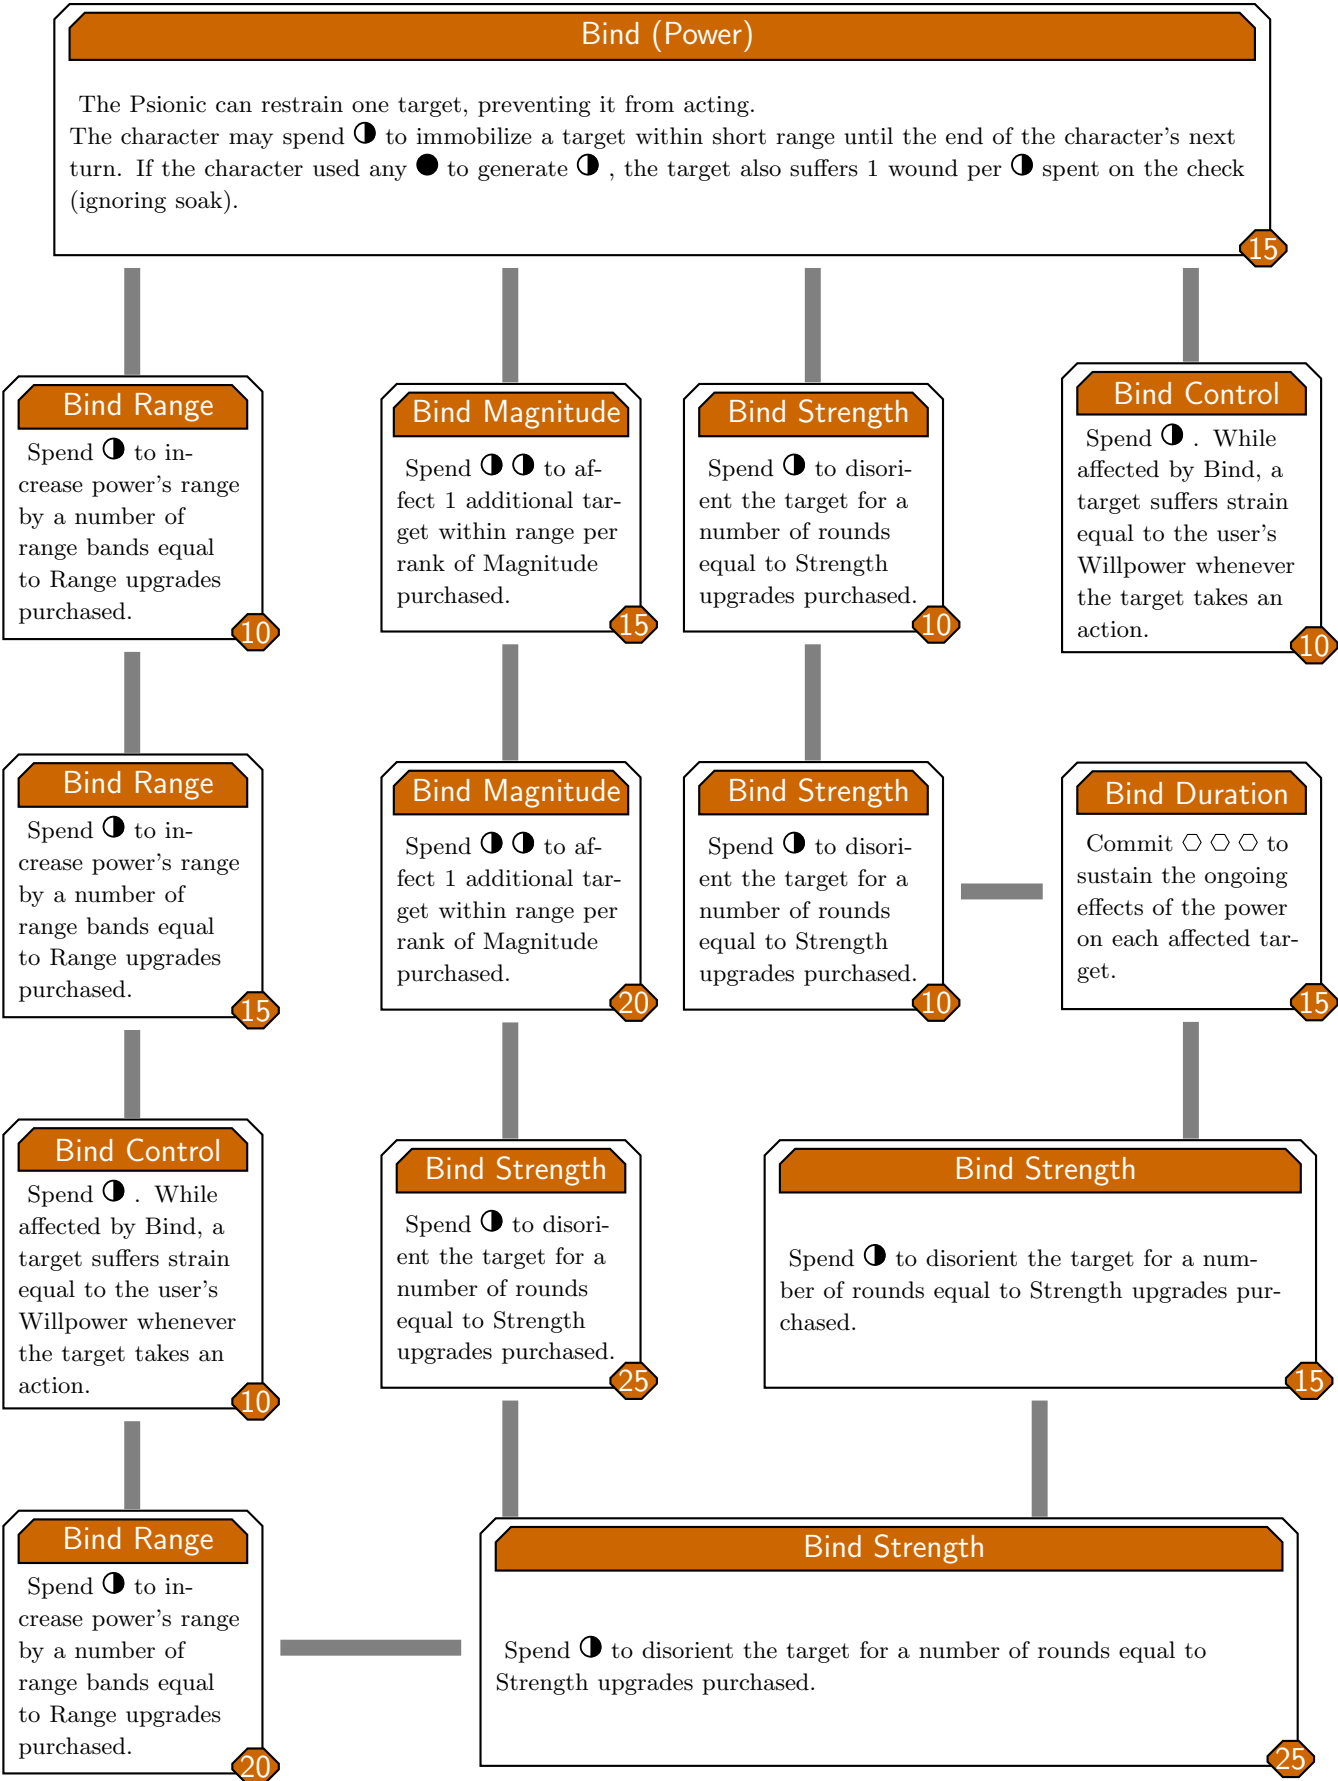 Bind (Power)
The Psionic can restrain one target, preventing it from acting.
The character may spend ◑ to immobilize a target within short range until the end of the character's next
turn. If the character used any ● to generate ◑ , the target also suffers 1 wound per ◑ spent on the check
(ignoring soak).
15
Bind Range
Spend ◑ to in-
crease power's range
by a number of
range bands equal
to Range upgrades
purchased.
10
Bind Magnitude
Spend ◑ ◑ to af-
fect 1 additional tar-
get within range per
rank of Magnitude
purchased.
15
Bind Strength
Spend ◑ to disori-
ent the target for a
number of rounds
equal to Strength
upgrades purchased.
10
Bind Control
Spend ◑ . While
affected by Bind, a
target suffers strain
equal to the user's
Willpower whenever
the target takes an
action.
10
Bind Range
Spend ◑ to in-
crease power's range
by a number of
range bands equal
to Range upgrades
purchased.
15
Bind Magnitude
Spend ◑ ◑ to af-
fect 1 additional tar-
get within range per
rank of Magnitude
purchased.
20
Bind Strength
Spend ◑ to disori-
ent the target for a
number of rounds
equal to Strength
upgrades purchased.
10
Bind Duration
Commit ⬡ ⬡ ⬡ to
sustain the ongoing
effects of the power
on each affected tar-
get.
15
Bind Control
Spend ◑ . While
affected by Bind, a
target suffers strain
equal to the user's
Willpower whenever
the target takes an
action.
10
Bind Strength
Spend ◑ to disori-
ent the target for a
number of rounds
equal to Strength
upgrades purchased.
25
Bind Strength
Spend ◑ to disorient the target for a num-
ber of rounds equal to Strength upgrades pur-
chased.
15
Bind Range
Spend ◑ to in-
crease power's range
by a number of
range bands equal
to Range upgrades
purchased.
20
Bind Strength
Spend ◑ to disorient the target for a number of rounds equal to
Strength upgrades purchased.
25